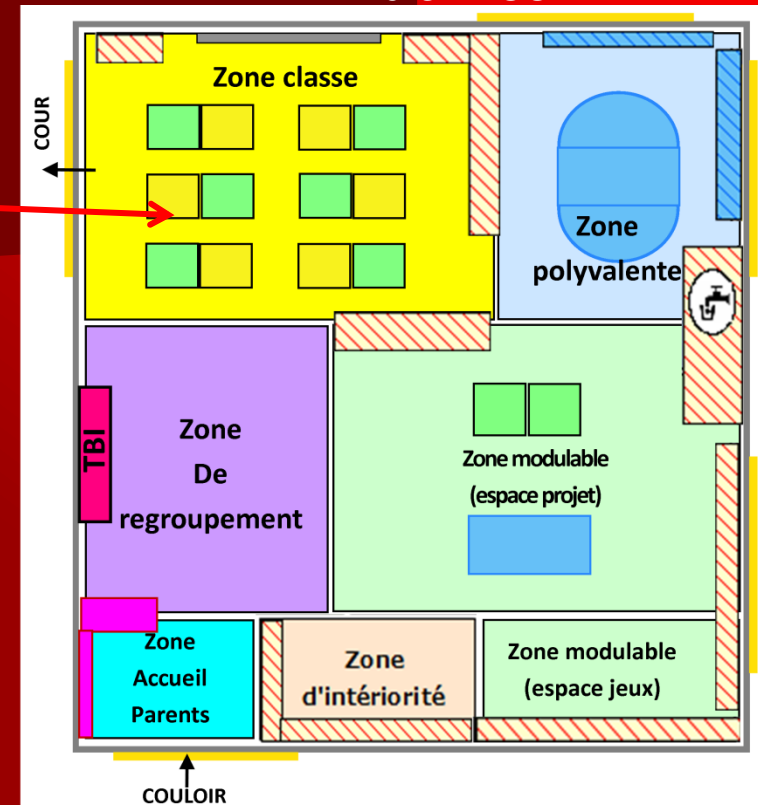 Zone classe
COUR
Zone
polyvalente
TBI
Zone
De
regroupement
Zone modulable
(espace projet)
Zone
Accueil
Parents
Zone
d'intériorité
Zone modulable
(espace jeux)
COULOIR